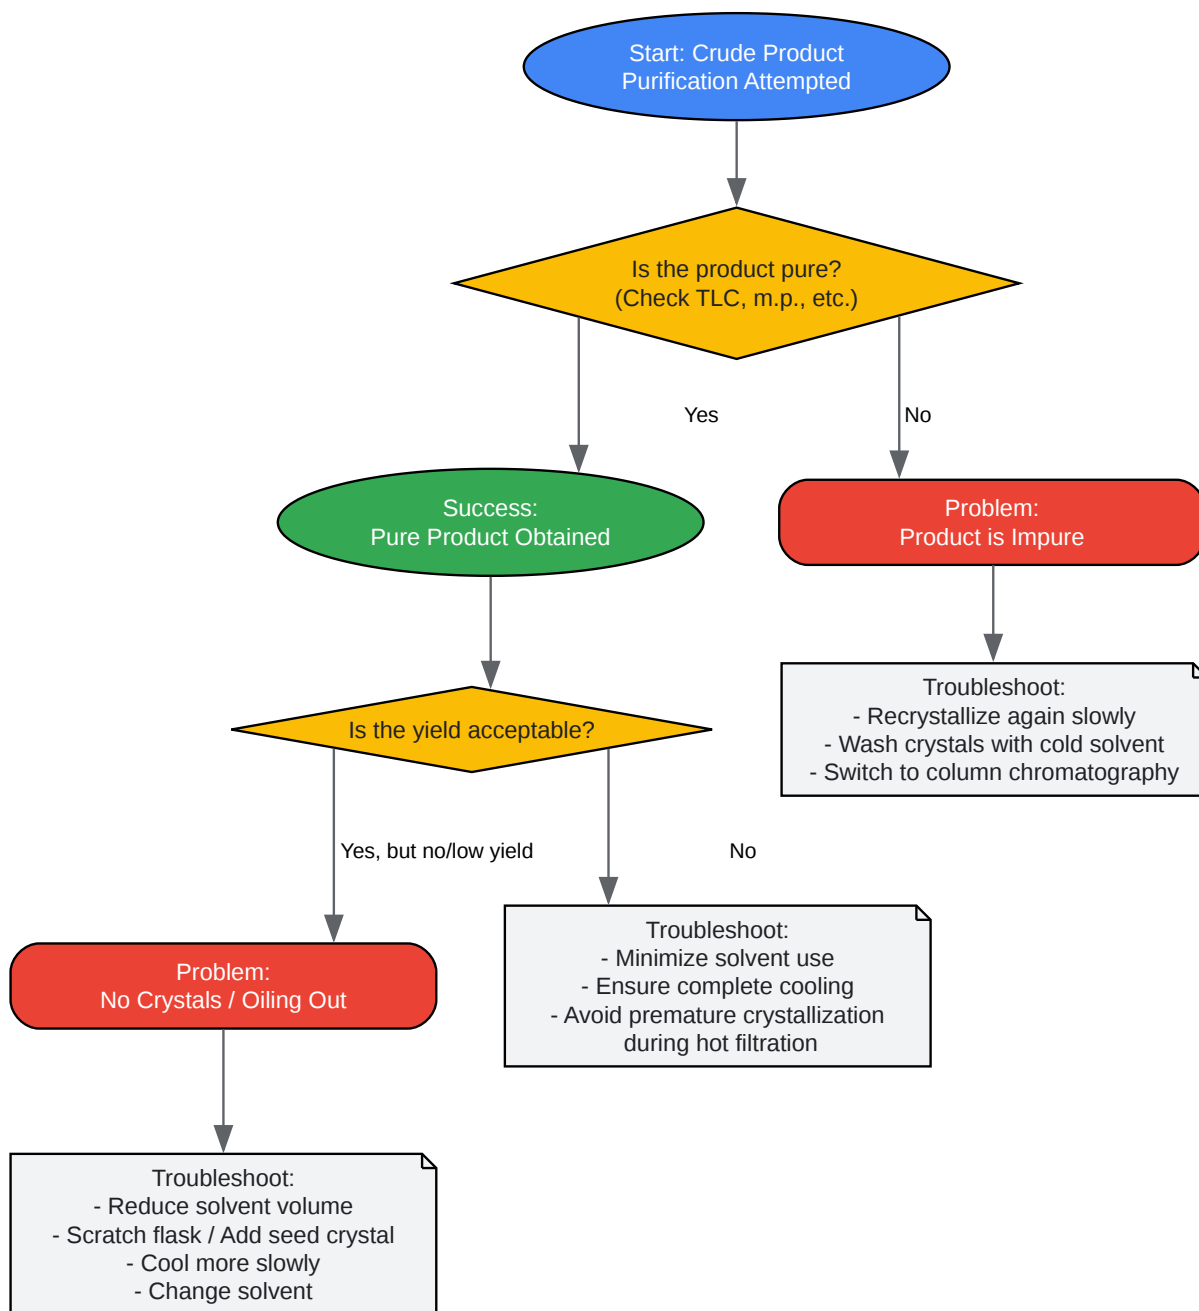 Start: Crude Product
Purification Attempted
Is the product pure?
(Check TLC, m.p., etc.)
Yes
No
Success:
Pure Product Obtained
Problem:
Product is Impure
Troubleshoot:
- Recrystallize again slowly
- Wash crystals with cold solvent
- Switch to column chromatography
Is the yield acceptable?
Yes, but no/low yield
No
Troubleshoot:
- Minimize solvent use
- Ensure complete cooling
- Avoid premature crystallization
during hot filtration
Problem:
No Crystals / Oiling Out
Troubleshoot:
- Reduce solvent volume
- Scratch flask / Add seed crystal
- Cool more slowly
- Change solvent